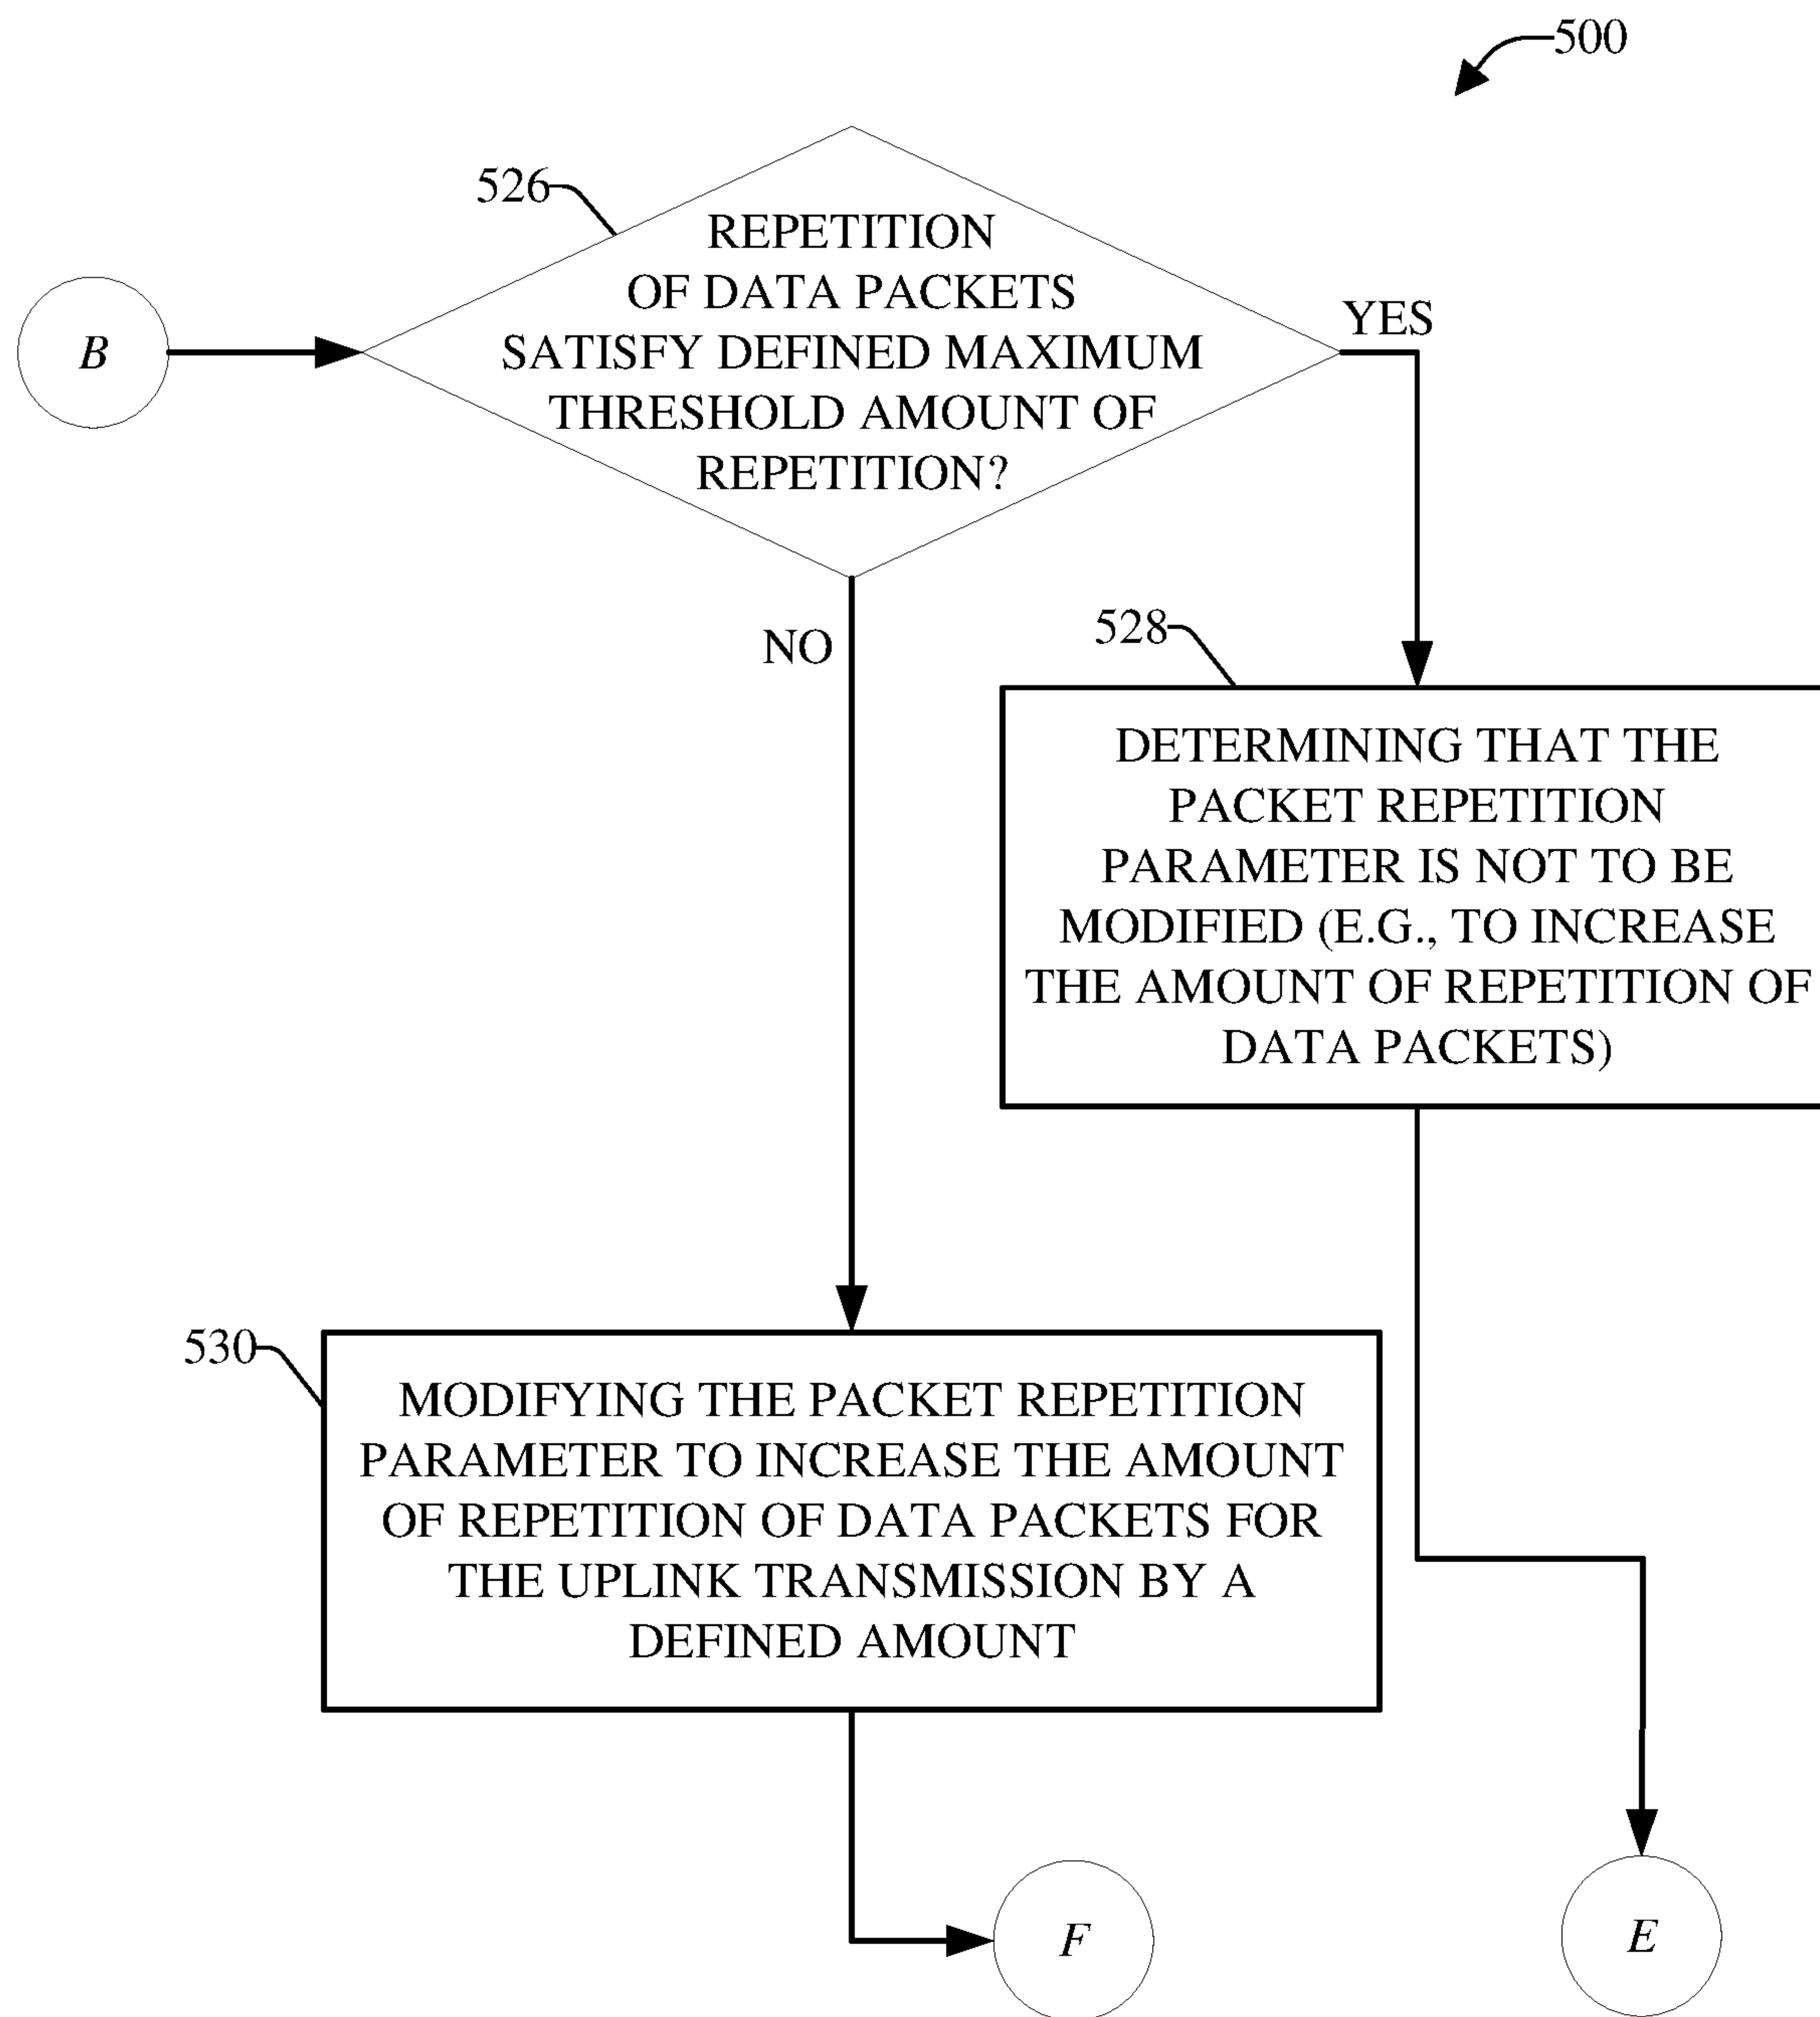 500
526
REPETITION
OF DATA PACKETS
SATISFY DEFINED MAXIMUM
THRESHOLD AMOUNT OF
REPETITION?
B
YES
NO
528
DETERMINING THAT THE
PACKET REPETITION
PARAMETER IS NOT TO BE
MODIFIED (E.G., TO INCREASE
THE AMOUNT OF REPETITION OF
DATA PACKETS)
530
MODIFYING THE PACKET REPETITION
PARAMETER TO INCREASE THE AMOUNT
OF REPETITION OF DATA PACKETS FOR
THE UPLINK TRANSMISSION BY A
DEFINED AMOUNT
F
E